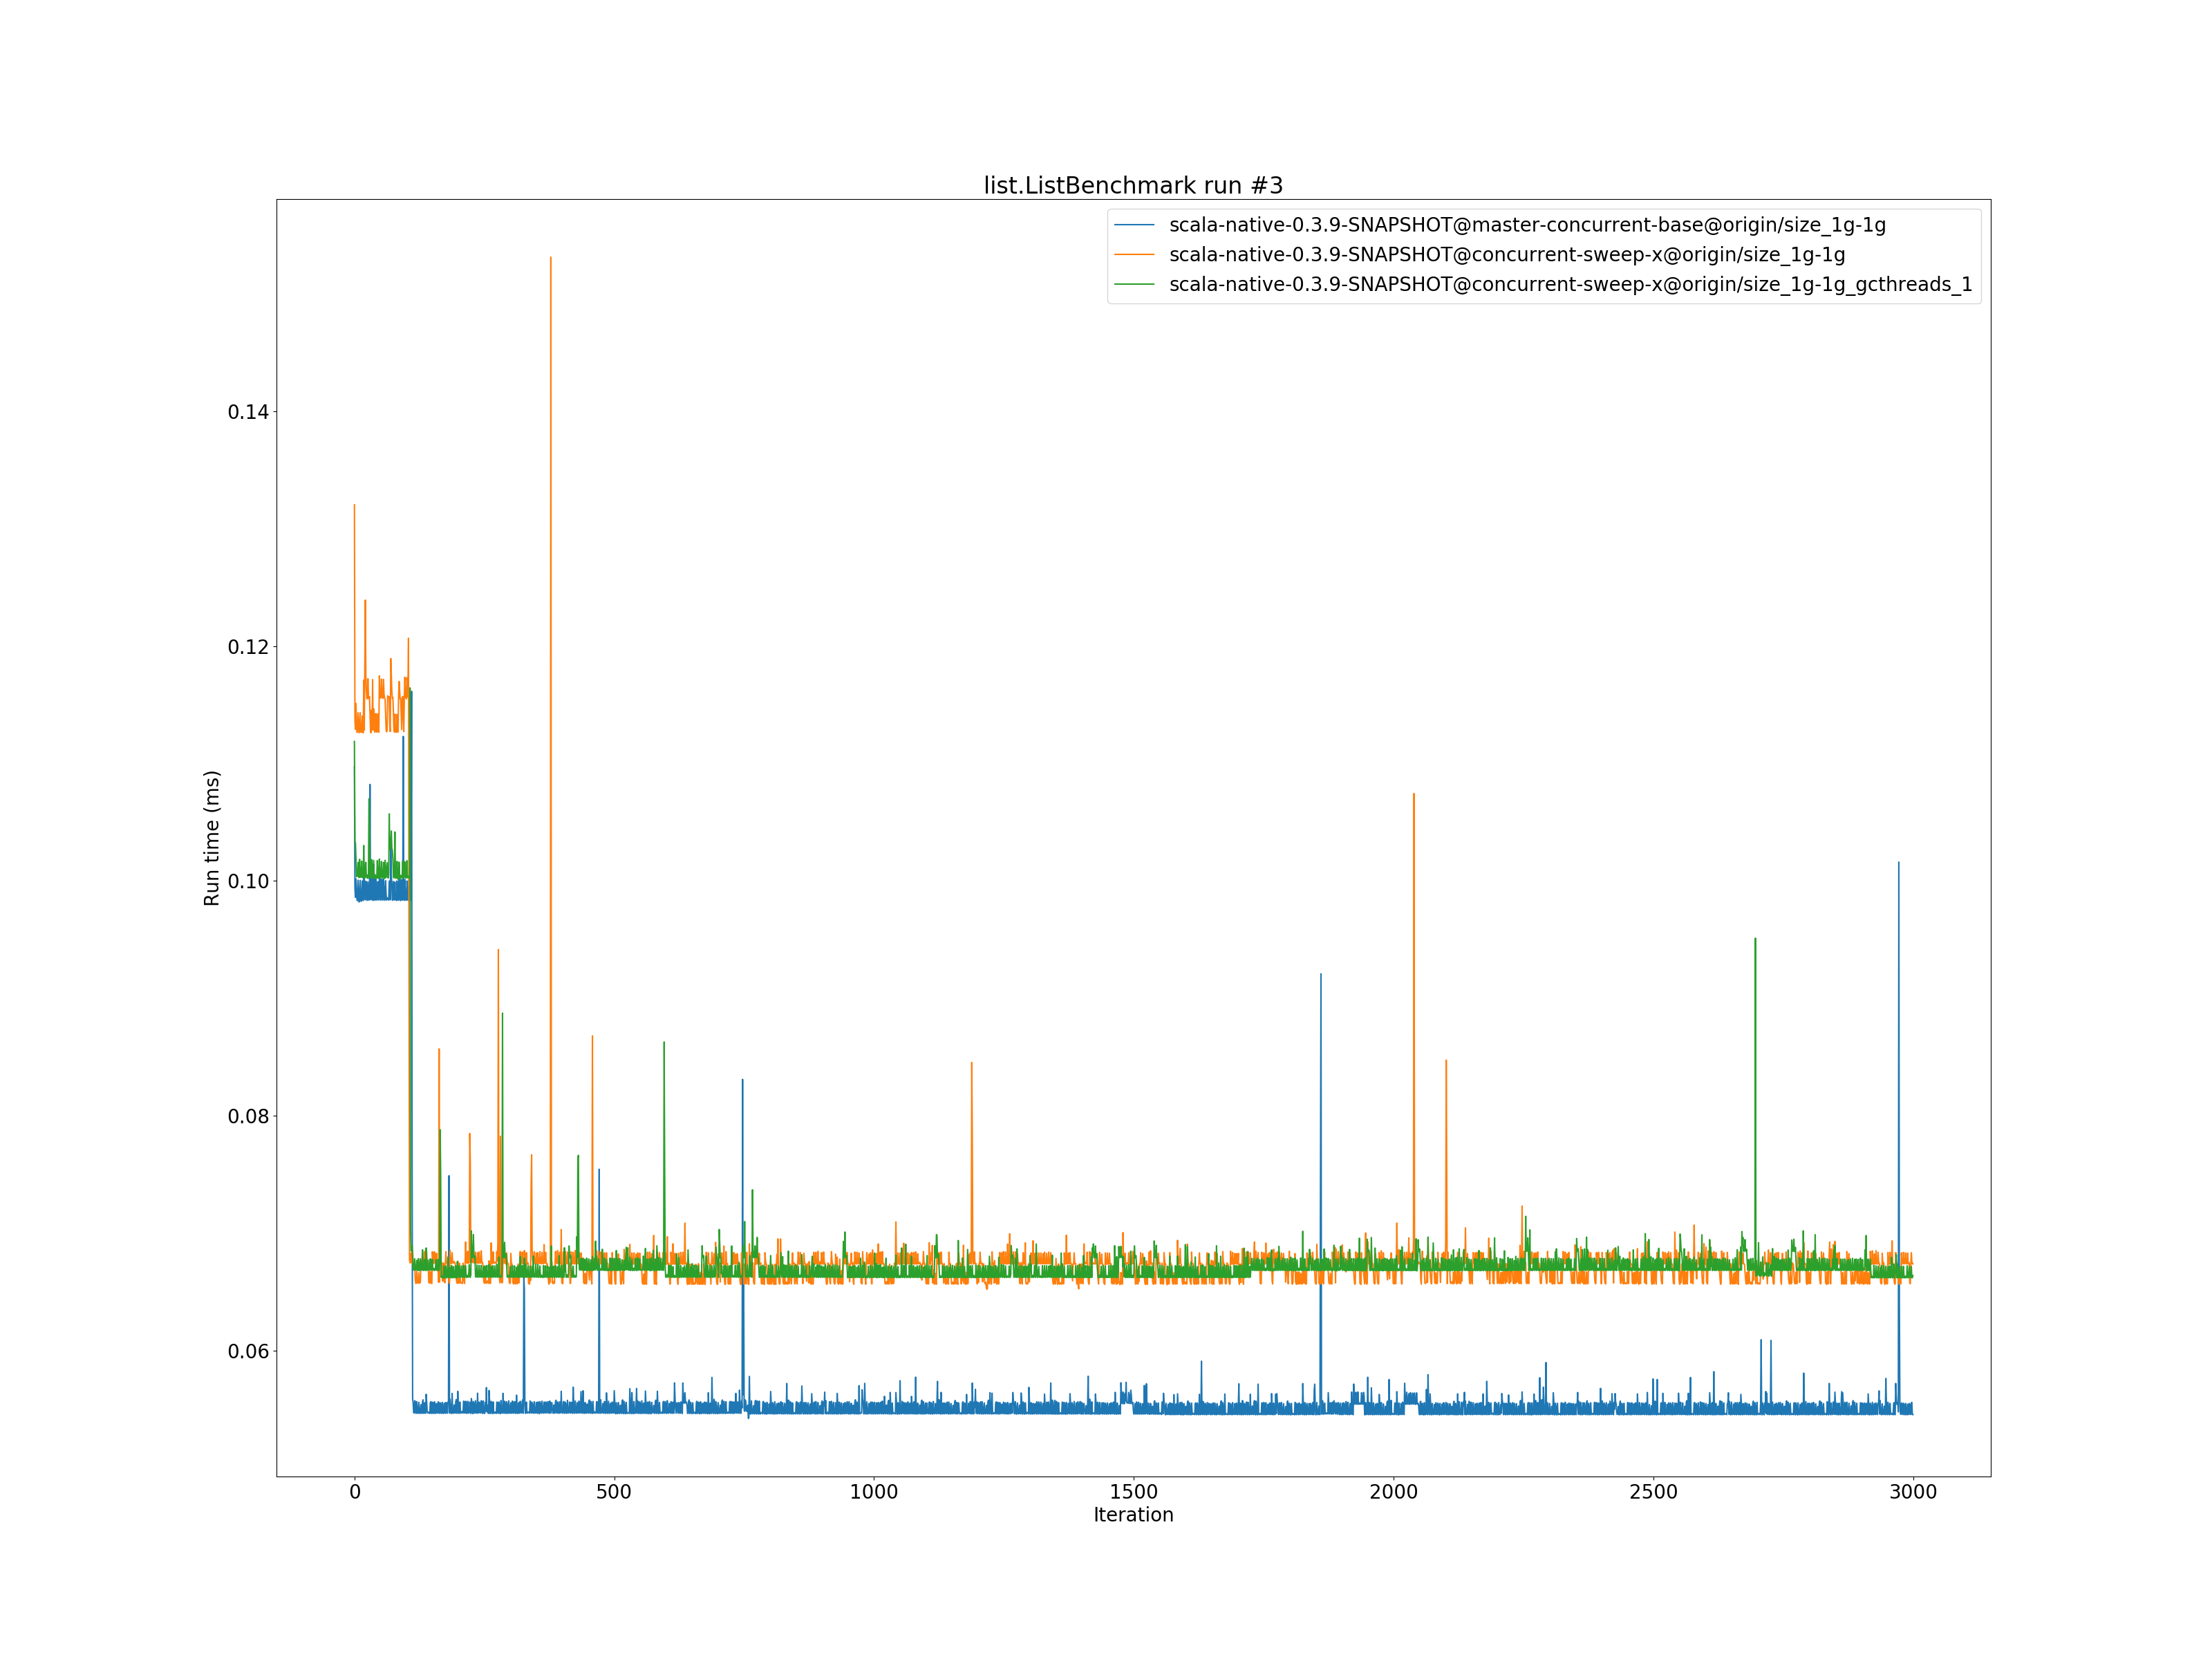 list.ListBenchmark run #3
scala-native-0.3.9-SNAPSHOT@master-concurrent-base@origin/size_1g-1g
scala-native-0.3.9-SNAPSHOT@concurrent-sweep-x@origin/size_1g-1g
scala-native-0.3.9-SNAPSHOT@concurrent-sweep-x@origin/size_1g-1g_gcthreads_1
Run time (ms)
0.14
0.12
0.10
0.08
0.06
0 500 1000 1500 2000 2500 3000
Iteration